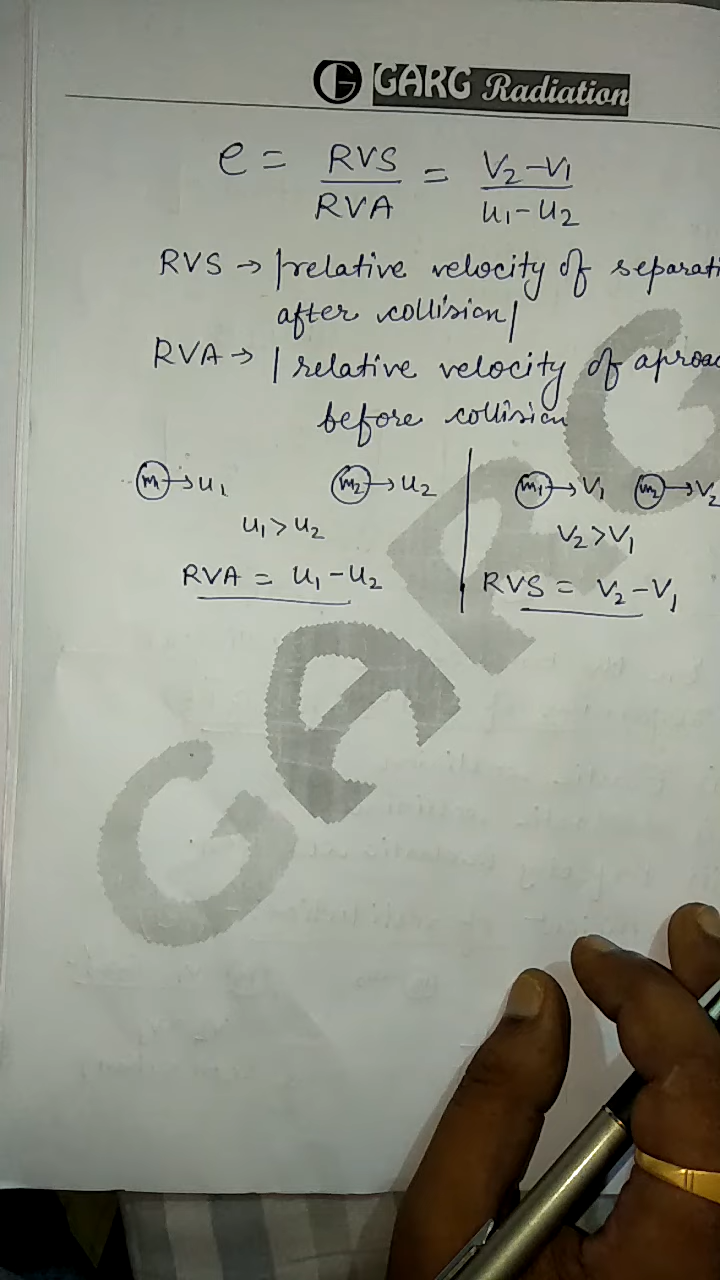 G GARG Radiation
e = RVS/RVA = V₂-V₁/u₁-u₂
RVS → |relative velocity of separati
after collision|
RVA → | relative velocity of aproac
before collision
m₁ → u₁ m₂ → u₂
u₁ > u₂
RVA = u₁ - u₂
m₁ → V₁ m₂ → V₂
V₂ > V₁
RVS = V₂ - V₁
GARG